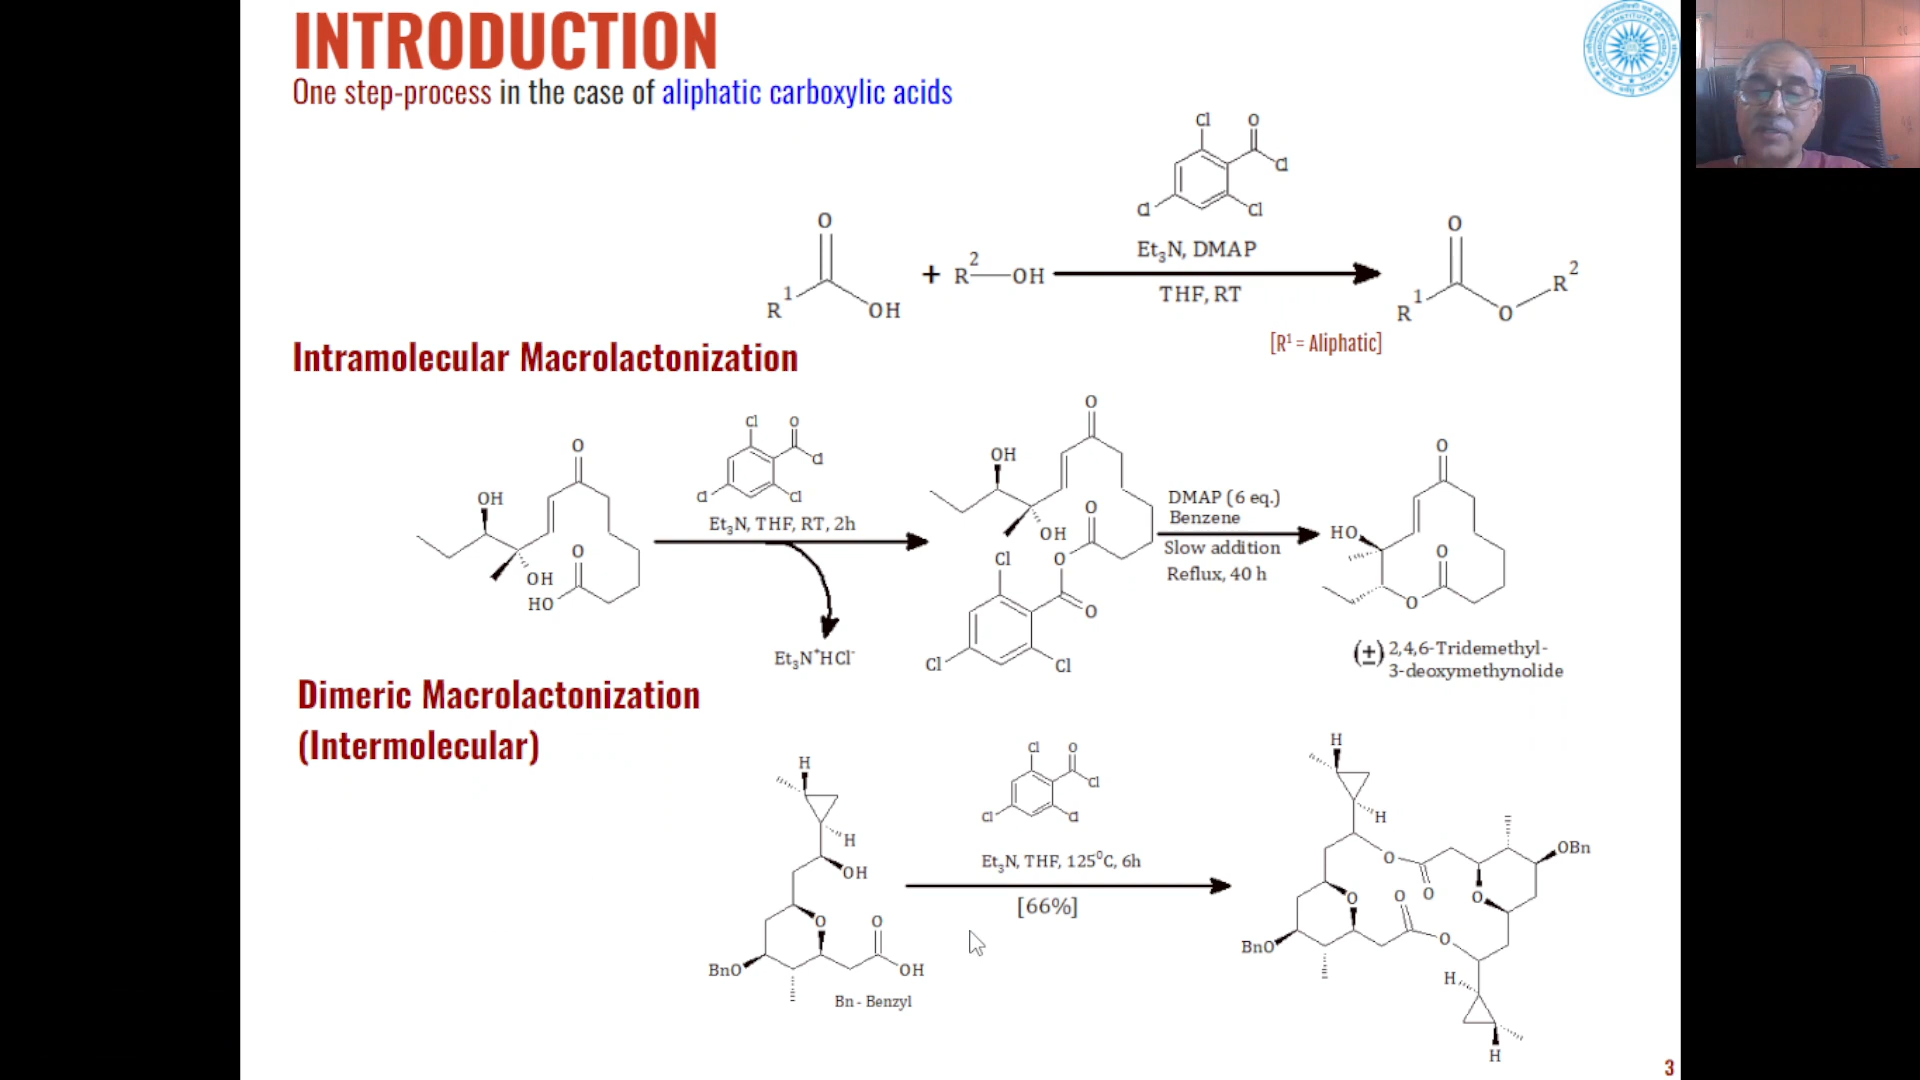 INTRODUCTION
One step-process in the case of aliphatic carboxylic acids
Cl O
Cl
Cl Cl
O
R¹ OH
+ R²—OH
Et₃N, DMAP
THF, RT
O
R¹ O R²
[R¹ = Aliphatic]
Intramolecular Macrolactonization
O
OH
OH
O
HO
Cl O
Cl
Cl Cl
Et₃N, THF, RT, 2h
Et₃N⁺HCl⁻
O
OH
O
OH
Cl O
O
Cl Cl
DMAP (6 eq.)
Benzene
Slow addition
Reflux, 40 h
O
HO
O
O
(±) 2,4,6-Tridemethyl-
3-deoxymethynolide
Dimeric Macrolactonization
(Intermolecular)
H
H
OH
O O
BnO OH
Bn - Benzyl
Cl O
Cl
Cl Cl
Et₃N, THF, 125⁰C, 6h
[66%]
H
H
O OBn
O
O O O
BnO O
H
H
3